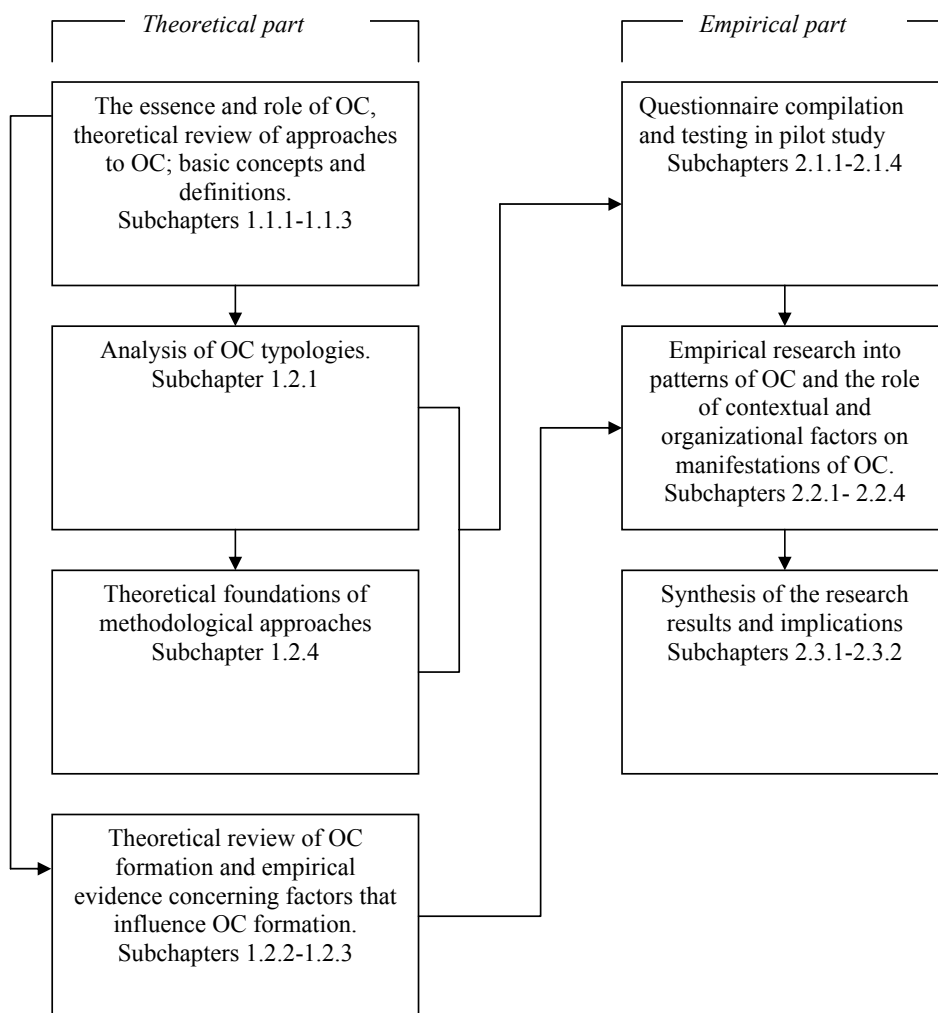 Theoretical part
The essence and role of OC,
theoretical review of approaches
to OC; basic concepts and
definitions.
Subchapters 1.1.1-1.1.3
Analysis of OC typologies.
Subchapter 1.2.1
Theoretical foundations of
methodological approaches
Subchapter 1.2.4
Theoretical review of OC
formation and empirical
evidence concerning factors that
influence OC formation.
Subchapters 1.2.2-1.2.3
Empirical part
Questionnaire compilation
and testing in pilot study
Subchapters 2.1.1-2.1.4
Empirical research into
patterns of OC and the role
of contextual and
organizational factors on
manifestations of OC.
Subchapters 2.2.1- 2.2.4
Synthesis of the research
results and implications
Subchapters 2.3.1-2.3.2